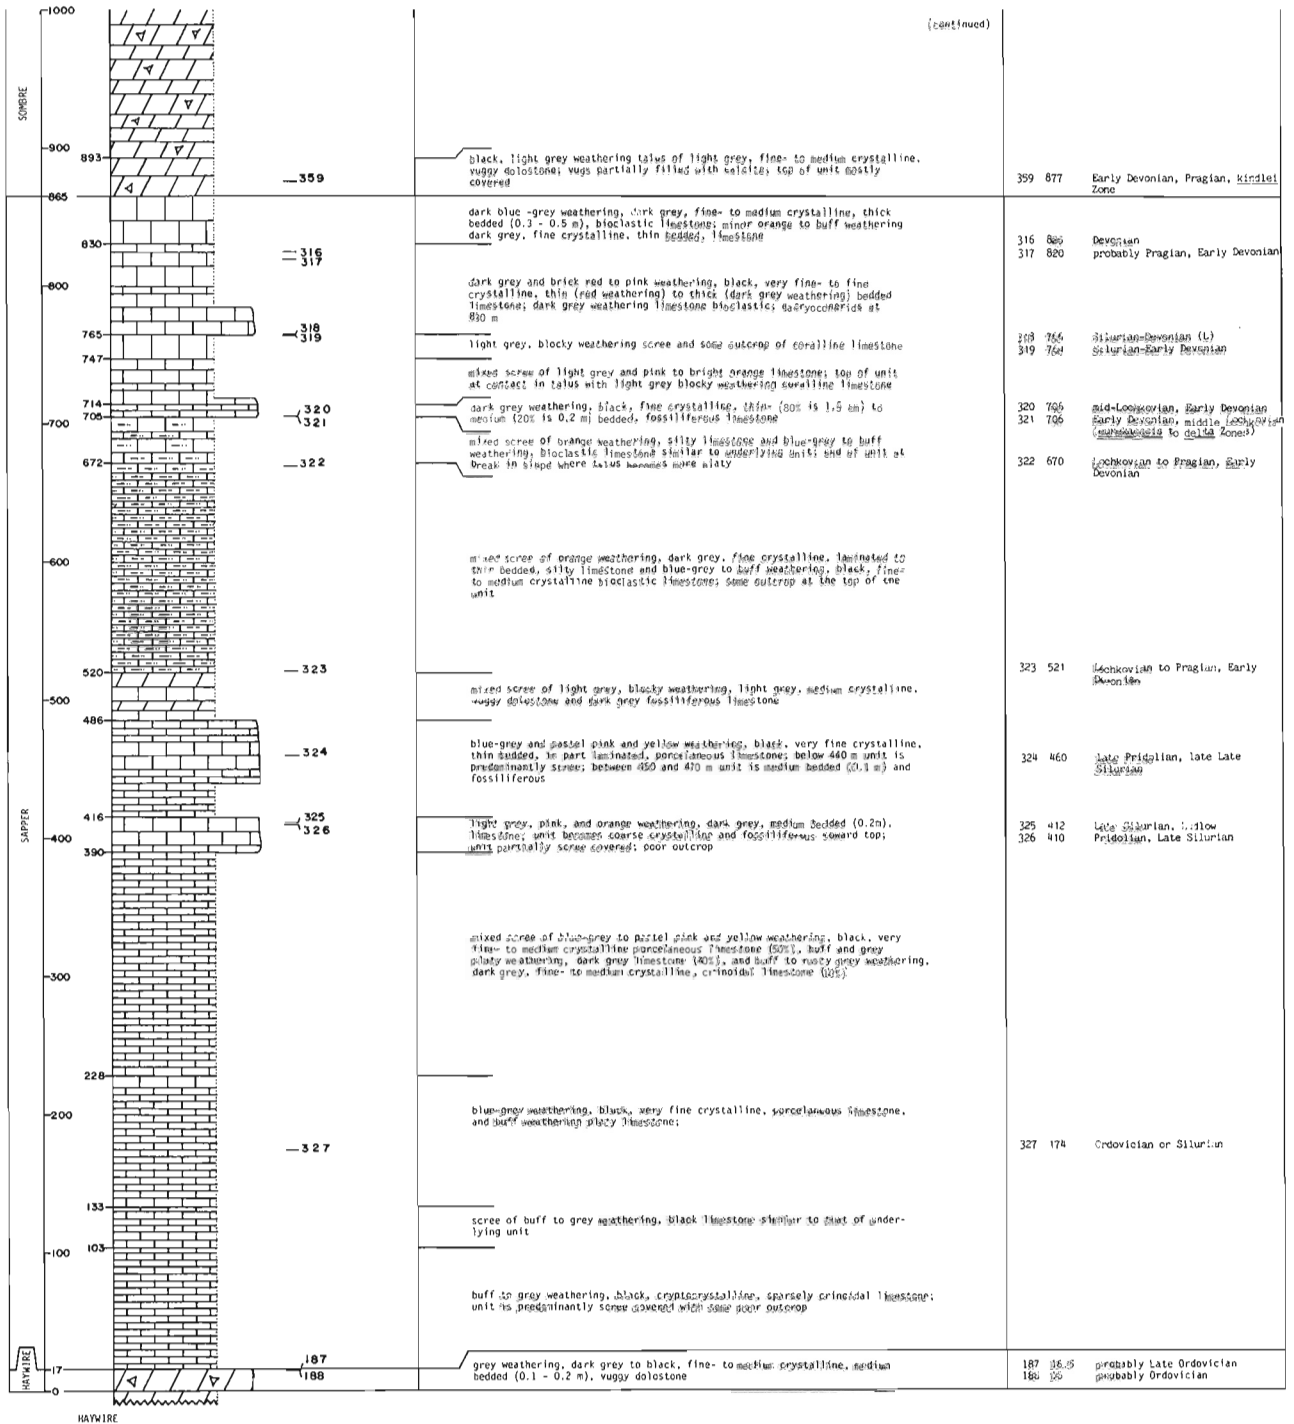 1000
(continued)
SOMBRE
900
893
black, light grey weathering talus of light grey, fine- to medium crystalline,
vuggy dolostone; vugs partially filled with calcite; top of unit mostly
covered
359
359 877 Early Devonian, Pragian, kindlei
Zone
865
dark blue -grey weathering, dark grey, fine- to medium crystalline, thick
bedded (0.3 - 0.5 m), bioclastic limestone; minor orange to buff weathering
dark grey, fine crystalline, thin bedded, limestone
830
316
317
316 Devonian
317 820 probably Pragian, Early Devonian
800
dark grey and brick red to pink weathering, black, very fine- to fine
crystalline, thin (red weathering) to thick (dark grey weathering) bedded
limestone; dark grey weathering limestone bioclastic; dacryoconarids at
830 m
765
318
319
light grey, blocky weathering scree and some outcrop of coralline limestone
318 766 Silurian-Devonian (L)
319 764 Silurian-Early Devonian
747
mixed scree of light grey and pink to bright orange limestone; top of unit
at contact in talus with light grey blocky weathering coralline limestone
714
705
700
320
321
dark grey weathering, black, fine crystalline, thin- (80% is 1.5 cm) to
medium (20% is 0.2 m) bedded, fossiliferous limestone
320 706 mid-Lochkovian, Early Devonian
321 706 Early Devonian, middle Lochkovian
(eurekaensis to delta Zones)
mixed scree of orange weathering, silty limestone and blue-grey to buff
weathering, bioclastic limestone similar to underlying unit; end of unit at
break in slope where talus becomes more platy
672
322
322 670 Lochkovian to Pragian, Early
Devonian
600
mixed scree of orange weathering, dark grey, fine crystalline, laminated to
thin bedded, silty limestone and blue-grey to buff weathering, black, fine-
to medium crystalline bioclastic limestone; some outcrop at the top of the
unit
520
323
323 521 Lochkovian to Pragian, Early
Devonian
500
mixed scree of light grey, blocky weathering, light grey, medium crystalline,
vuggy dolostone and dark grey fossiliferous limestone
486
324
blue-grey and pastel pink and yellow weathering, black, very fine crystalline,
thin bedded, in part laminated, porcelaneous limestone; below 440 m unit is
predominantly scree; between 450 and 470 m unit is medium bedded (0.1 m) and
fossiliferous
324 460 late Pridolian, late Late
Silurian
SAPPER
416
400
390
325
326
light grey, pink, and orange weathering, dark grey, medium bedded (0.2m),
limestone; unit becomes coarse crystalline and fossiliferous toward top;
unit partially scree covered; poor outcrop
325 412 Late Silurian, Ludlow
326 410 Pridolian, Late Silurian
300
mixed scree of blue-grey to pastel pink and yellow weathering, black, very
fine- to medium crystalline porcelaneous limestone (50%), buff and grey
platy weathering, dark grey limestone (40%), and buff to rusty grey weathering,
dark grey, fine- to medium crystalline, crinoidal limestone (10%)
228
200
blue-grey weathering, black, very fine crystalline, porcelaneous limestone,
and buff weathering platy limestone;
327
327 174 Ordovician or Silurian
133
scree of buff to grey weathering, black limestone similar to that of under-
lying unit
103
100
buff to grey weathering, black, cryptocrystalline, sparsely crinoidal limestone;
unit is predominantly scree covered with some poor outcrop
HAYWIRE
17
0
187
188
grey weathering, dark grey to black, fine- to medium crystalline, medium
bedded (0.1 - 0.2 m), vuggy dolostone
187 16.5 probably Late Ordovician
188 probably Ordovician
HAYWIRE